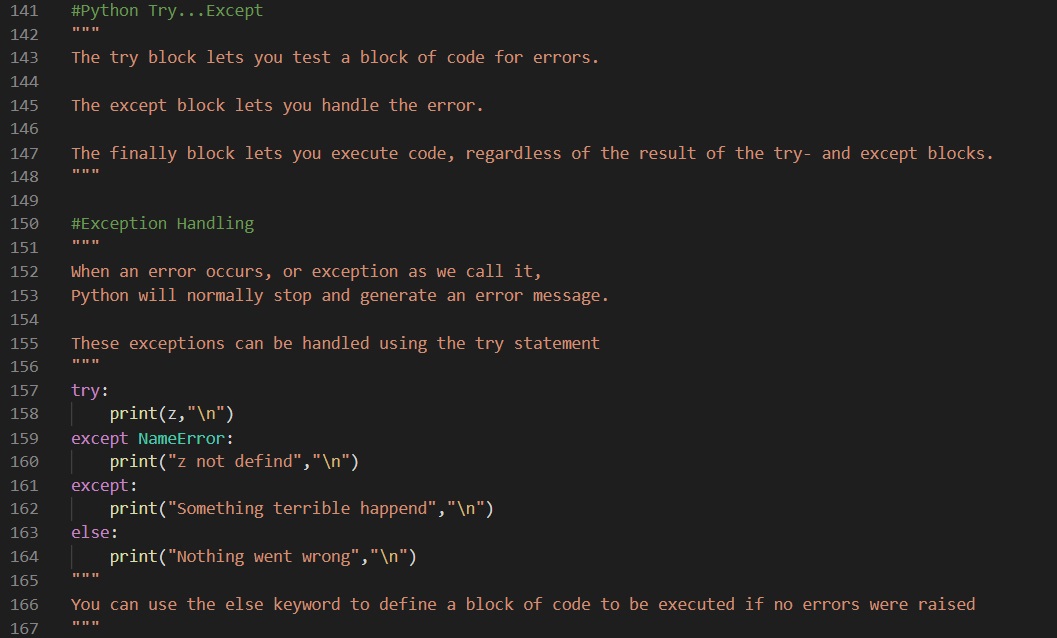 141 #Python Try...Except
142 """
143 The try block lets you test a block of code for errors.
144
145 The except block lets you handle the error.
146
147 The finally block lets you execute code, regardless of the result of the try- and except blocks.
148 """
149
150 #Exception Handling
151 """
152 When an error occurs, or exception as we call it,
153 Python will normally stop and generate an error message.
154
155 These exceptions can be handled using the try statement
156 """
157 try:
158     print(z,"\n")
159 except NameError:
160     print("z not defind","\n")
161 except:
162     print("Something terrible happend","\n")
163 else:
164     print("Nothing went wrong","\n")
165 """
166 You can use the else keyword to define a block of code to be executed if no errors were raised
167 """